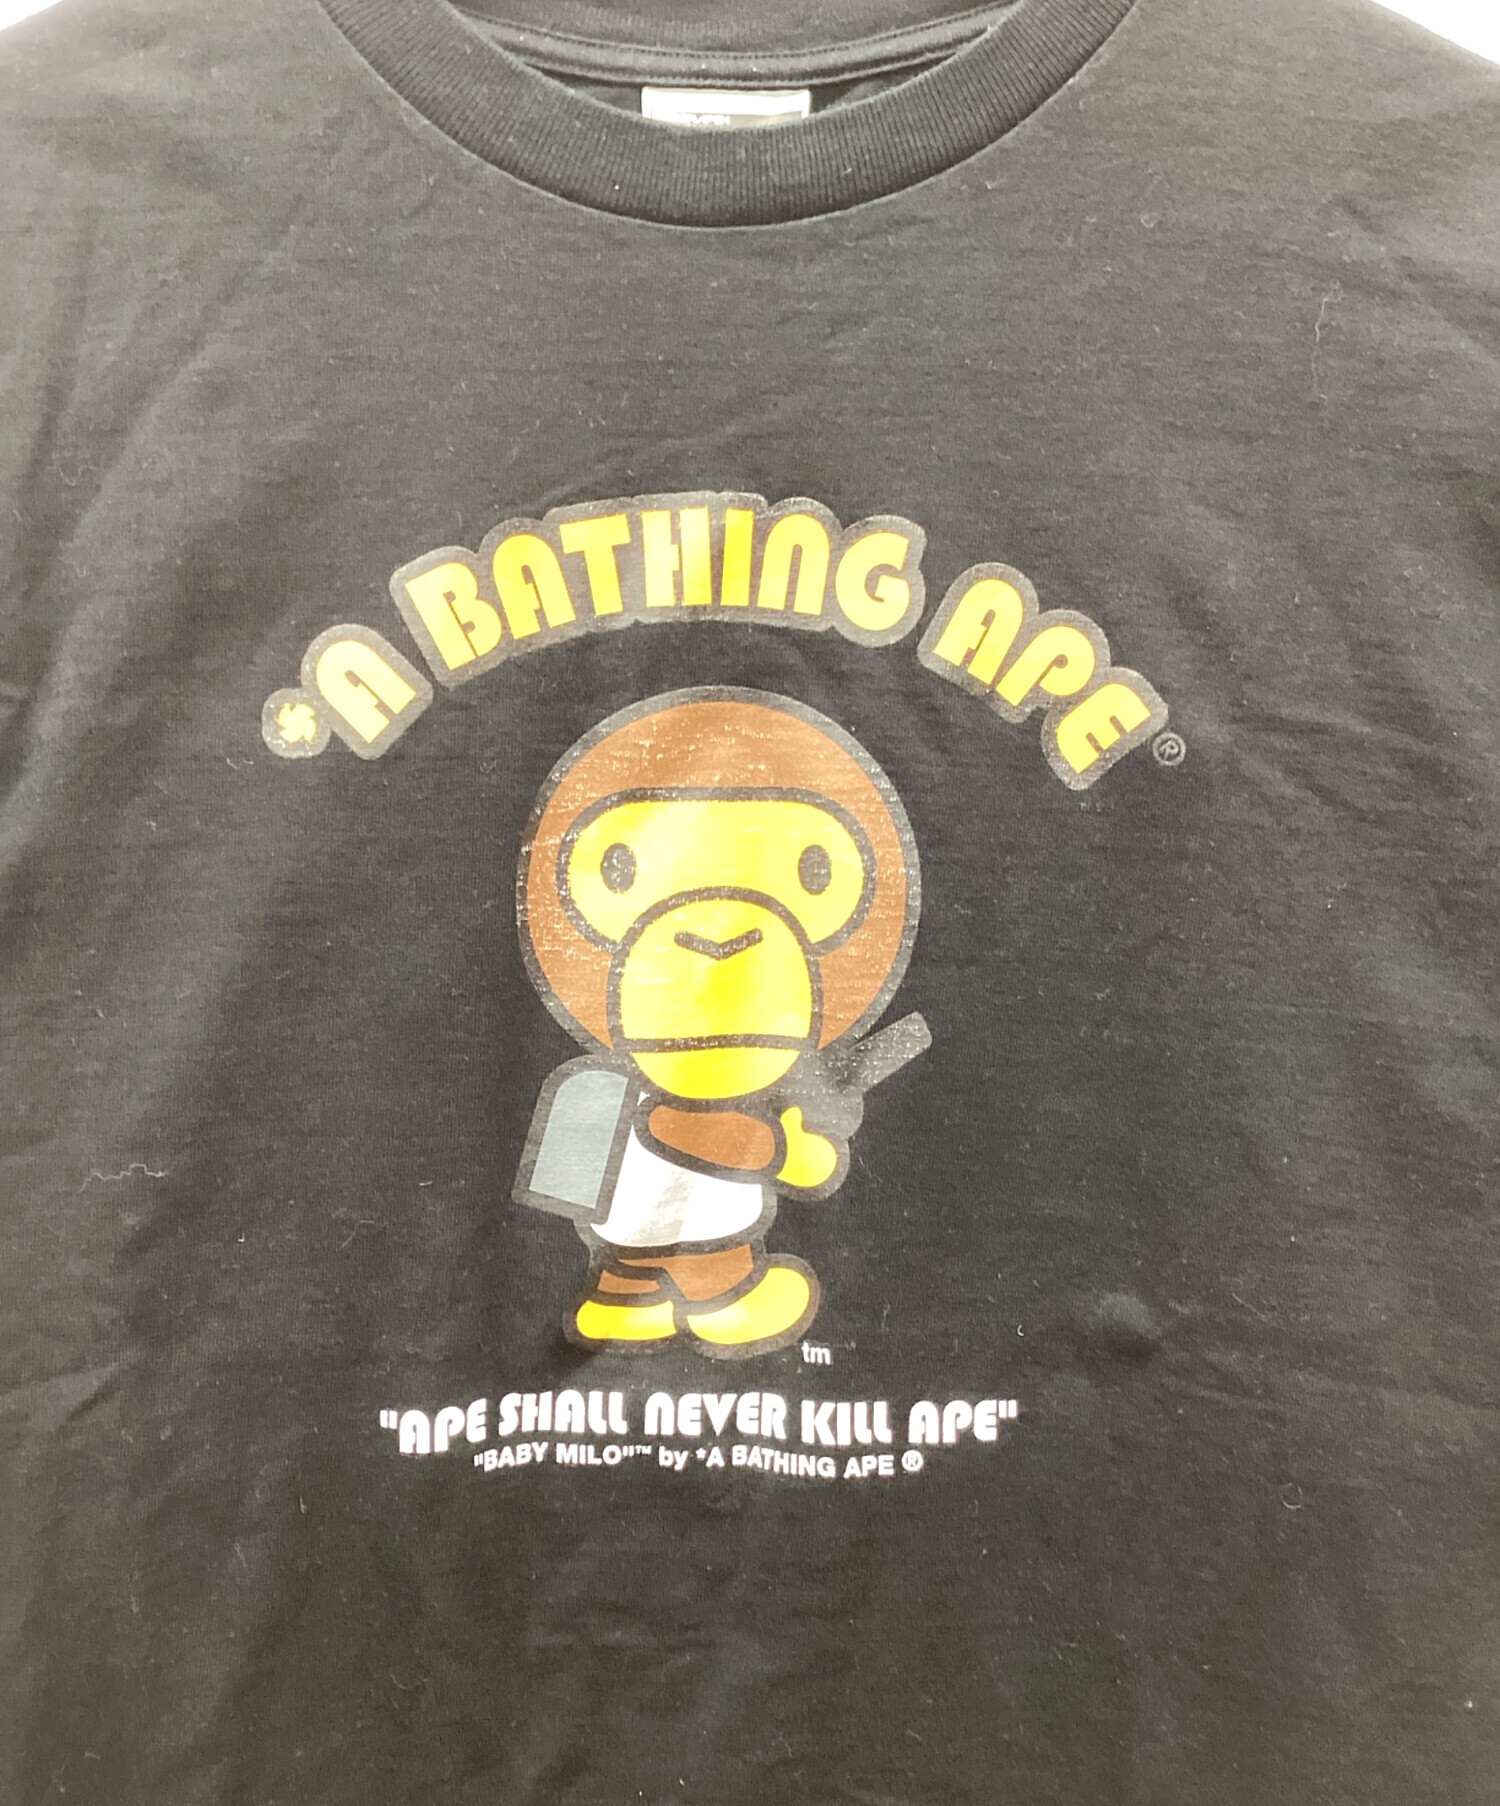 *A BATHING APE®
tm
"APE SHALL NEVER KILL APE"
"BABY MILO"™ by *A BATHING APE ®